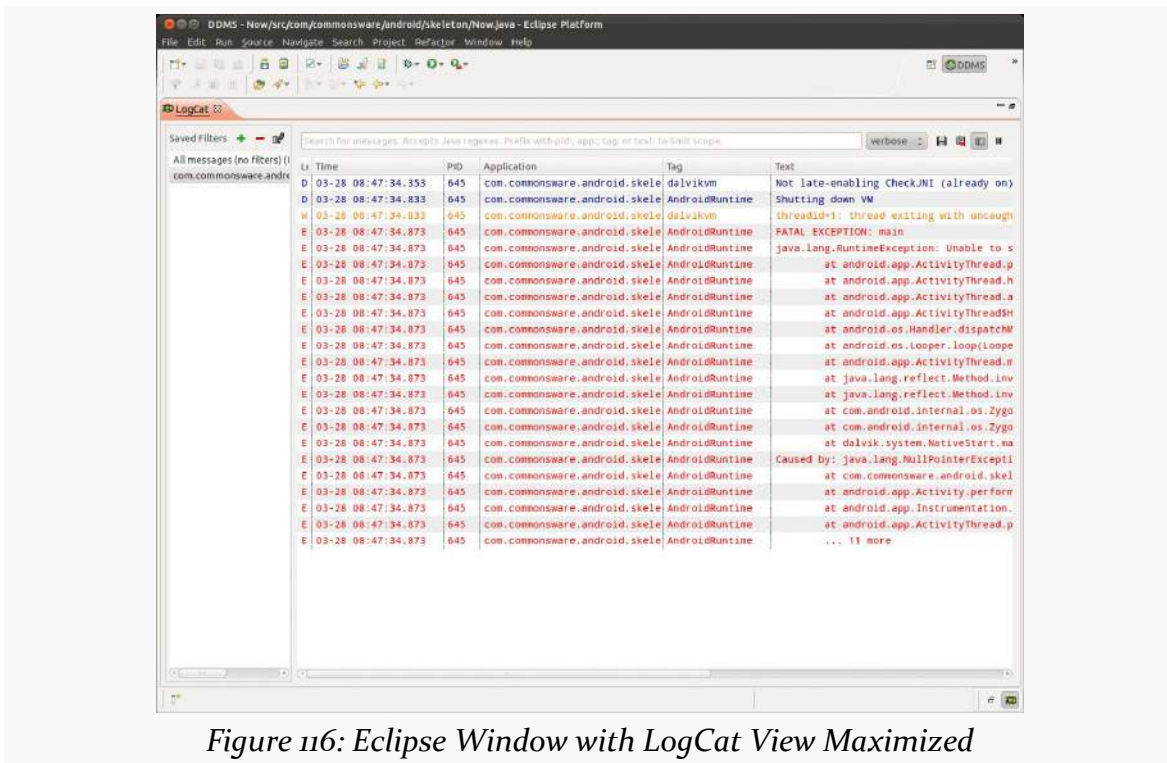 DDMS - Now/src/com/commonsware/android/skeleton/Now.java - Eclipse Platform
File Edit Run Source Navigate Search Project Refactor Window Help
DDMS
LogCat
Saved Filters
Search for messages. Accepts Java regexes. Prefix with pid:, app:, tag: or text: to limit scope.
verbose
All messages (no filters) (
com.commonsware.andre
Time PID Application Tag Text
D 03-28 08:47:34.353 645 com.commonsware.android.skele dalvikvm Not late-enabling CheckJNI (already on)
D 03-28 08:47:34.833 645 com.commonsware.android.skele AndroidRuntime Shutting down VM
W 03-28 08:47:34.833 645 com.commonsware.android.skele dalvikvm threadid=1: thread exiting with uncaugh
E 03-28 08:47:34.873 645 com.commonsware.android.skele AndroidRuntime FATAL EXCEPTION: main
E 03-28 08:47:34.873 645 com.commonsware.android.skele AndroidRuntime java.lang.RuntimeException: Unable to s
E 03-28 08:47:34.873 645 com.commonsware.android.skele AndroidRuntime at android.app.ActivityThread.p
E 03-28 08:47:34.873 645 com.commonsware.android.skele AndroidRuntime at android.app.ActivityThread.h
E 03-28 08:47:34.873 645 com.commonsware.android.skele AndroidRuntime at android.app.ActivityThread.a
E 03-28 08:47:34.873 645 com.commonsware.android.skele AndroidRuntime at android.app.ActivityThread$H
E 03-28 08:47:34.873 645 com.commonsware.android.skele AndroidRuntime at android.os.Handler.dispatchM
E 03-28 08:47:34.873 645 com.commonsware.android.skele AndroidRuntime at android.os.Looper.loop(Loope
E 03-28 08:47:34.873 645 com.commonsware.android.skele AndroidRuntime at android.app.ActivityThread.m
E 03-28 08:47:34.873 645 com.commonsware.android.skele AndroidRuntime at java.lang.reflect.Method.inv
E 03-28 08:47:34.873 645 com.commonsware.android.skele AndroidRuntime at java.lang.reflect.Method.inv
E 03-28 08:47:34.873 645 com.commonsware.android.skele AndroidRuntime at com.android.internal.os.Zygo
E 03-28 08:47:34.873 645 com.commonsware.android.skele AndroidRuntime at com.android.internal.os.Zygo
E 03-28 08:47:34.873 645 com.commonsware.android.skele AndroidRuntime at dalvik.system.NativeStart.ma
E 03-28 08:47:34.873 645 com.commonsware.android.skele AndroidRuntime Caused by: java.lang.NullPointerExcepti
E 03-28 08:47:34.873 645 com.commonsware.android.skele AndroidRuntime at com.commonsware.android.skel
E 03-28 08:47:34.873 645 com.commonsware.android.skele AndroidRuntime at android.app.Activity.perform
E 03-28 08:47:34.873 645 com.commonsware.android.skele AndroidRuntime at android.app.Instrumentation.
E 03-28 08:47:34.873 645 com.commonsware.android.skele AndroidRuntime at android.app.ActivityThread.p
E 03-28 08:47:34.873 645 com.commonsware.android.skele AndroidRuntime ... 11 more
Figure 116: Eclipse Window with LogCat View Maximized